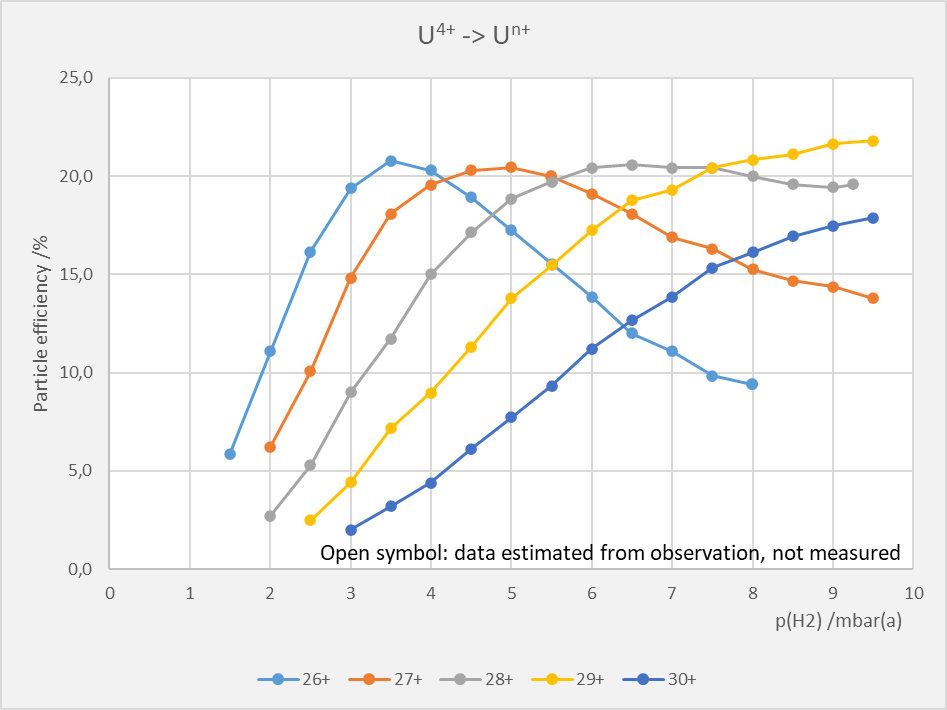 U⁴⁺ -> Uⁿ⁺
25,0
20,0
15,0
10,0
5,0
0,0
Particle efficiency /%
Open symbol: data estimated from observation, not measured
0 1 2 3 4 5 6 7 8 9 10
p(H2) /mbar(a)
26+ 27+ 28+ 29+ 30+